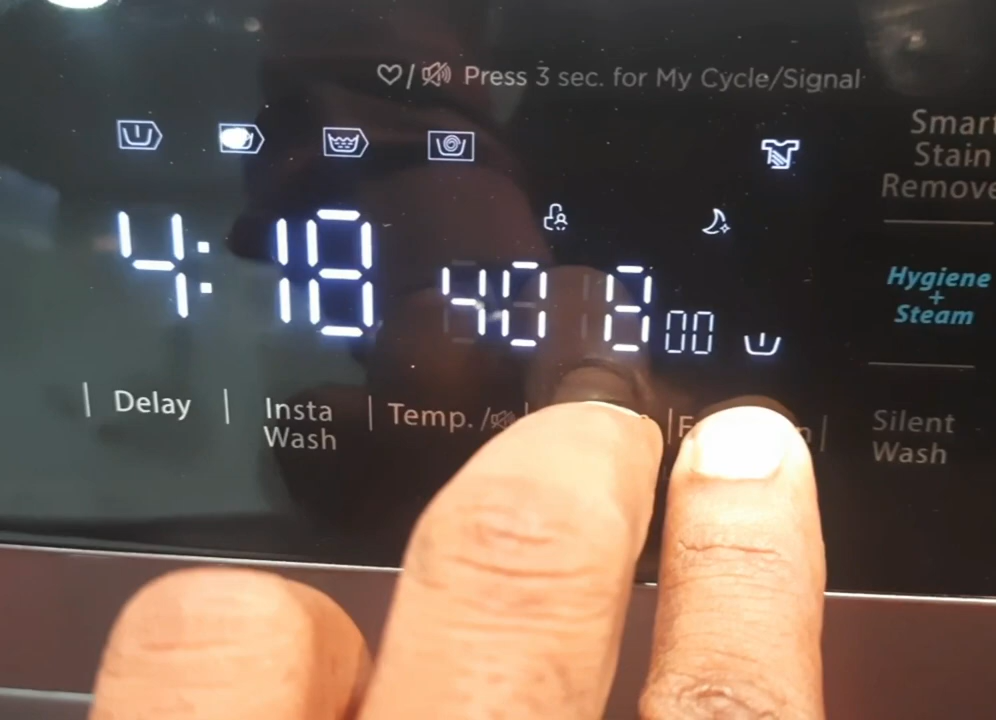 Press 3 sec. for My Cycle/Signal
Smart
Stain
Remove
4:18
40 800
Hygiene
+
Steam
Delay
Insta
Wash
Temp./
Silent
Wash